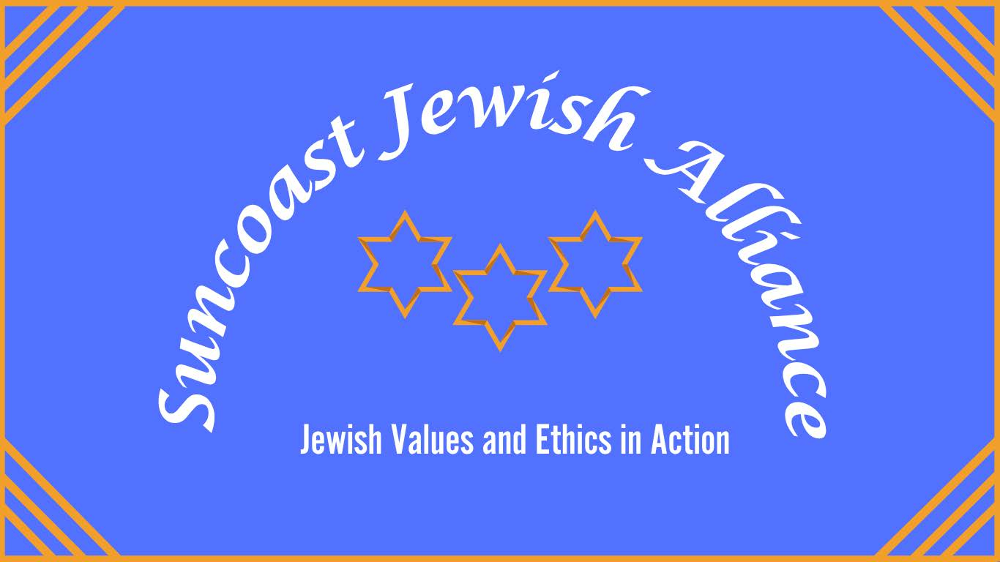 Suncoast Jewish Alliance
Jewish Values and Ethics in Action